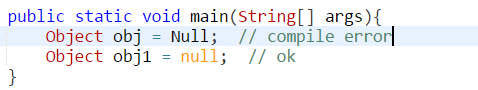 public static void main(String[] args){
    Object obj = Null;  // compile error
    Object obj1 = null;  // ok
}